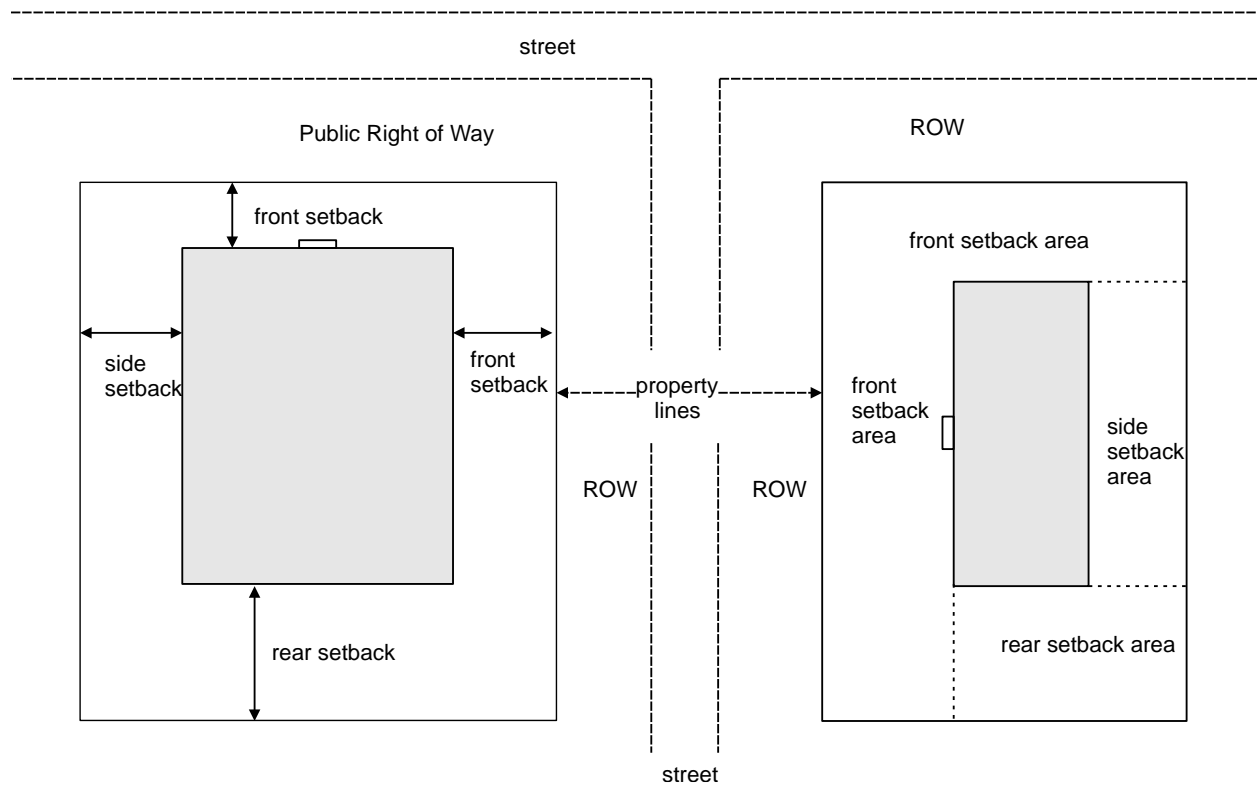 street
Public Right of Way
ROW
front setback
front setback area
side
setback
front
setback
property
lines
front
setback
area
side
setback
area
ROW
ROW
rear setback
rear setback area
street